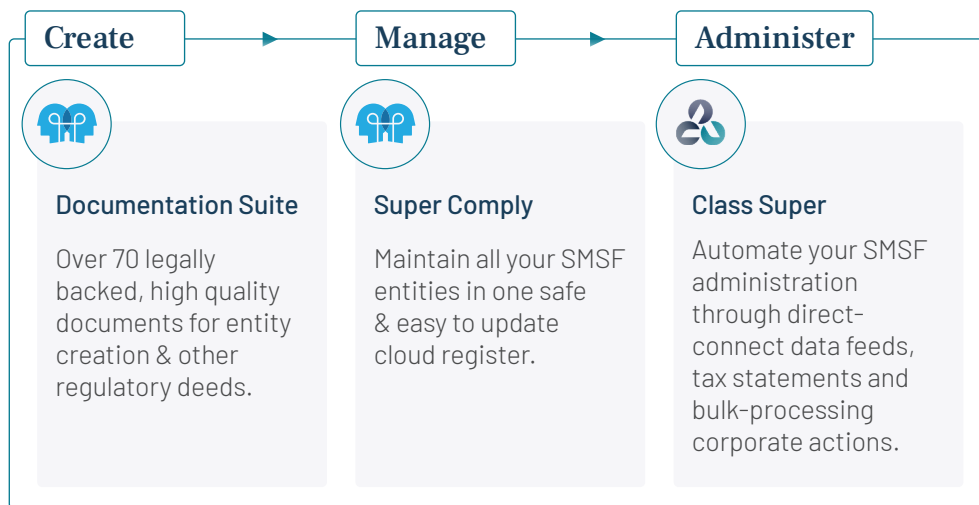 Create
Manage
Administer
Documentation Suite
Over 70 legally
backed, high quality
documents for entity
creation & other
regulatory deeds.
Super Comply
Maintain all your SMSF
entities in one safe
& easy to update
cloud register.
Class Super
Automate your SMSF
administration
through direct-
connect data feeds,
tax statements and
bulk-processing
corporate actions.